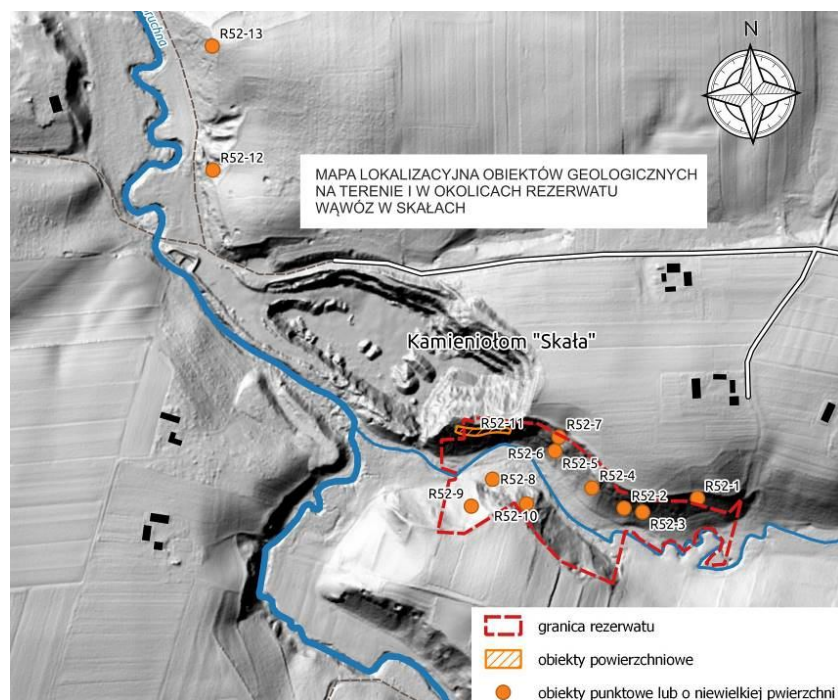 ruchna
R52-13
N
R52-12
MAPA LOKALIZACYJNA OBIEKTÓW GEOLOGICZNYCH
NA TERENIE I W OKOLICACH REZERWATU
WĄWÓZ W SKAŁACH
Kamieniołom "Skała"
R52-11
R52-7
R52-6
R52-5
R52-4
R52-8
R52-2
R52-1
R52-9
R52-10
R52-3
granica rezerwatu
obiekty powierzchniowe
obiekty punktowe lub o niewielkiej pwierzchni